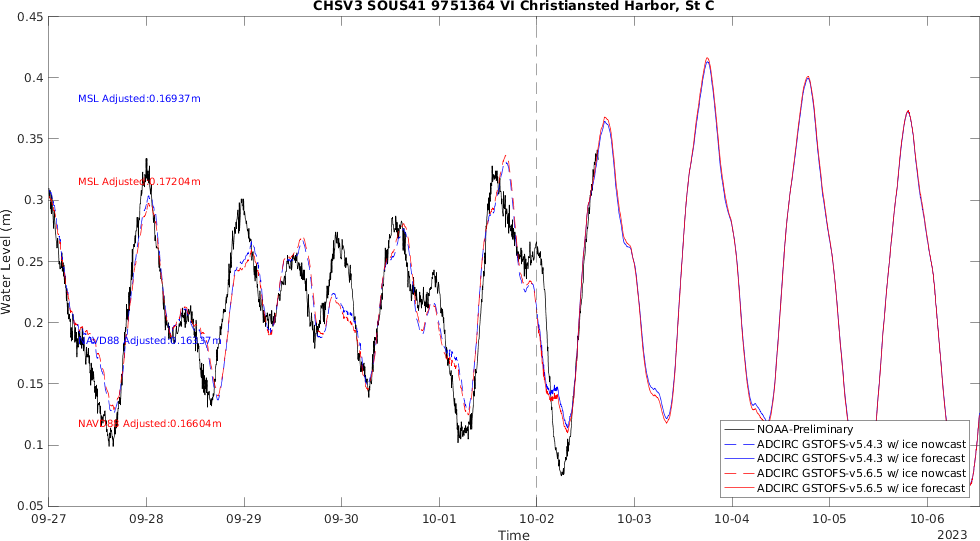 CHSV3 SOUS41 9751364 VI Christiansted Harbor, St C
Water Level (m)
0.45
0.4
0.35
0.3
0.25
0.2
0.15
0.1
0.05
MSL Adjusted:0.16937m
MSL Adjusted:0.17204m
NAVD88 Adjusted:0.16337m
NAVD88 Adjusted:0.16604m
NOAA-Preliminary
ADCIRC GSTOFS-v5.4.3 w/ ice nowcast
ADCIRC GSTOFS-v5.4.3 w/ ice forecast
ADCIRC GSTOFS-v5.6.5 w/ ice nowcast
ADCIRC GSTOFS-v5.6.5 w/ ice forecast
09-27 09-28 09-29 09-30 10-01 10-02 10-03 10-04 10-05 10-06
Time
2023